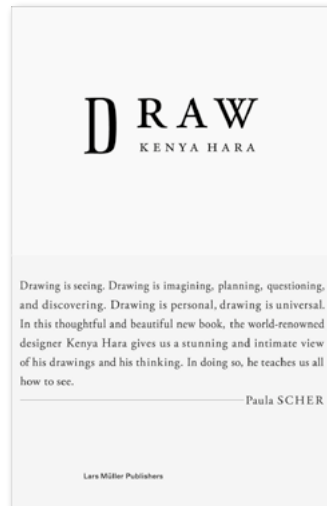 DRAW
KENYA HARA
Drawing is seeing. Drawing is imagining, planning, questioning,
and discovering. Drawing is personal, drawing is universal.
In this thoughtful and beautiful new book, the world-renowned
designer Kenya Hara gives us a stunning and intimate view
of his drawings and his thinking. In doing so, he teaches us all
how to see.
Paula SCHER
Lars Müller Publishers